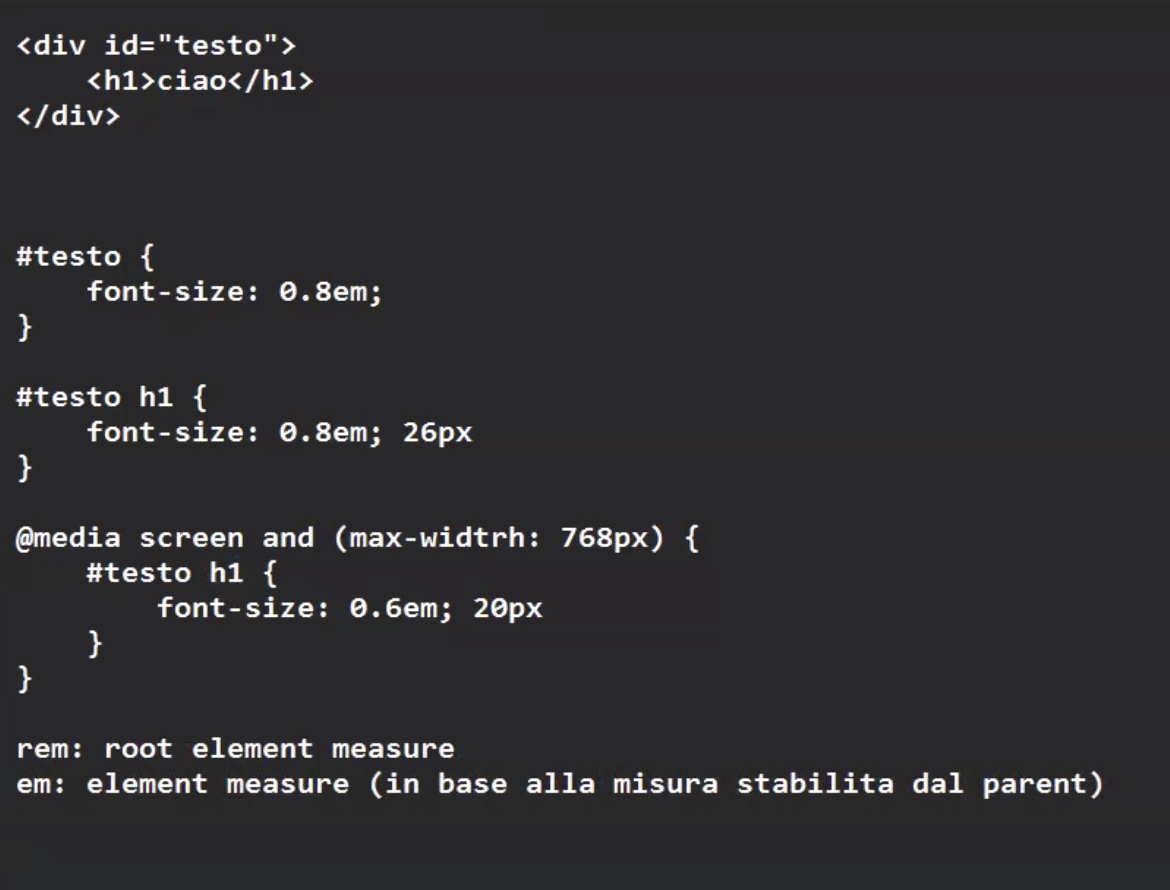 <div id="testo">
    <h1>ciao</h1>
</div>

#testo {
    font-size: 0.8em;
}

#testo h1 {
    font-size: 0.8em; 26px
}

@media screen and (max-widtrh: 768px) {
    #testo h1 {
        font-size: 0.6em; 20px
    }
}

rem: root element measure
em: element measure (in base alla misura stabilita dal parent)